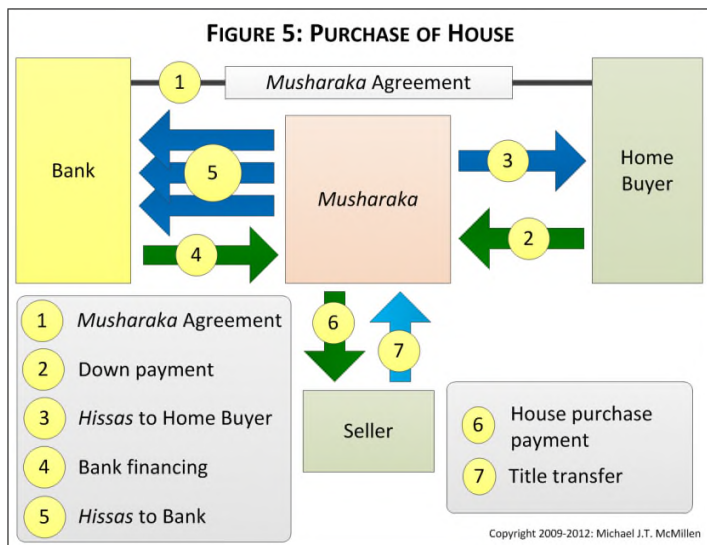 FIGURE 5: PURCHASE OF HOUSE
1
Musharaka Agreement
Bank
Home
Buyer
Musharaka
5
3
2
4
6
7
Seller
1 Musharaka Agreement
2 Down payment
3 Hissas to Home Buyer
4 Bank financing
5 Hissas to Bank
6 House purchase
payment
7 Title transfer
Copyright 2009-2012: Michael J.T. McMillen